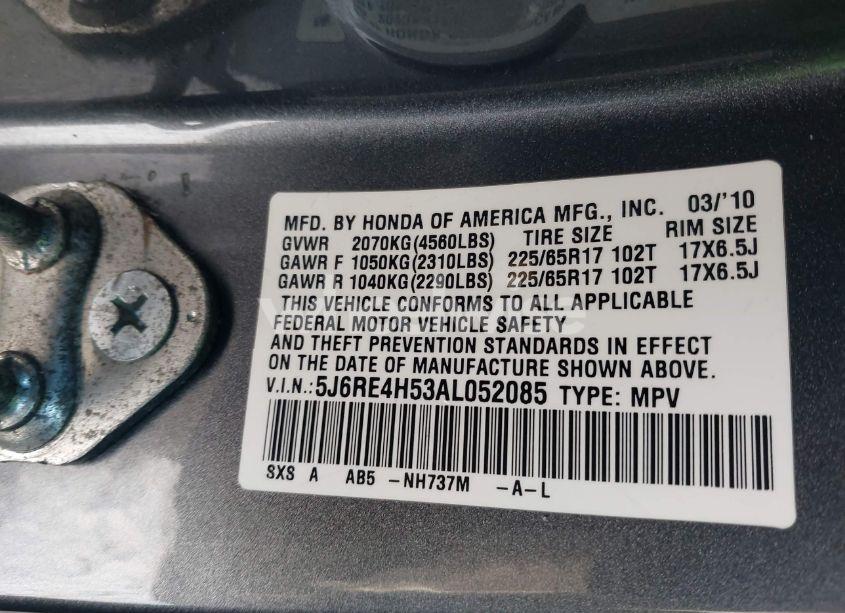 MFD. BY HONDA OF AMERICA MFG., INC. 03/'10
GVWR 2070KG(4560LBS) TIRE SIZE RIM SIZE
GAWR F 1050KG(2310LBS) 225/65R17 102T 17X6.5J
GAWR R 1040KG(2290LBS) 225/65R17 102T 17X6.5J
THIS VEHICLE CONFORMS TO ALL APPLICABLE
FEDERAL MOTOR VEHICLE SAFETY
AND THEFT PREVENTION STANDARDS IN EFFECT
ON THE DATE OF MANUFACTURE SHOWN ABOVE.
V.I.N.:5J6RE4H53AL052085 TYPE: MPV
SXS A AB5 -NH737M -A-L